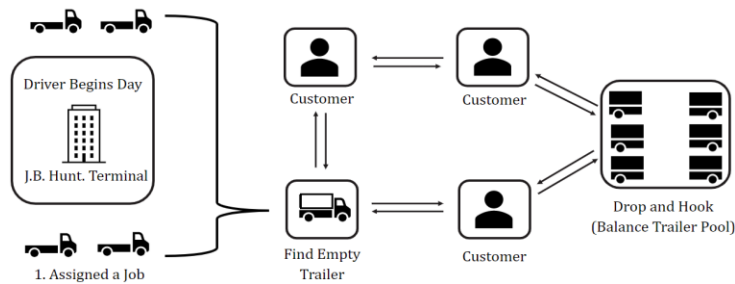 Driver Begins Day
J.B. Hunt. Terminal
1. Assigned a Job
Customer
Customer
Find Empty
Trailer
Customer
Drop and Hook
(Balance Trailer Pool)